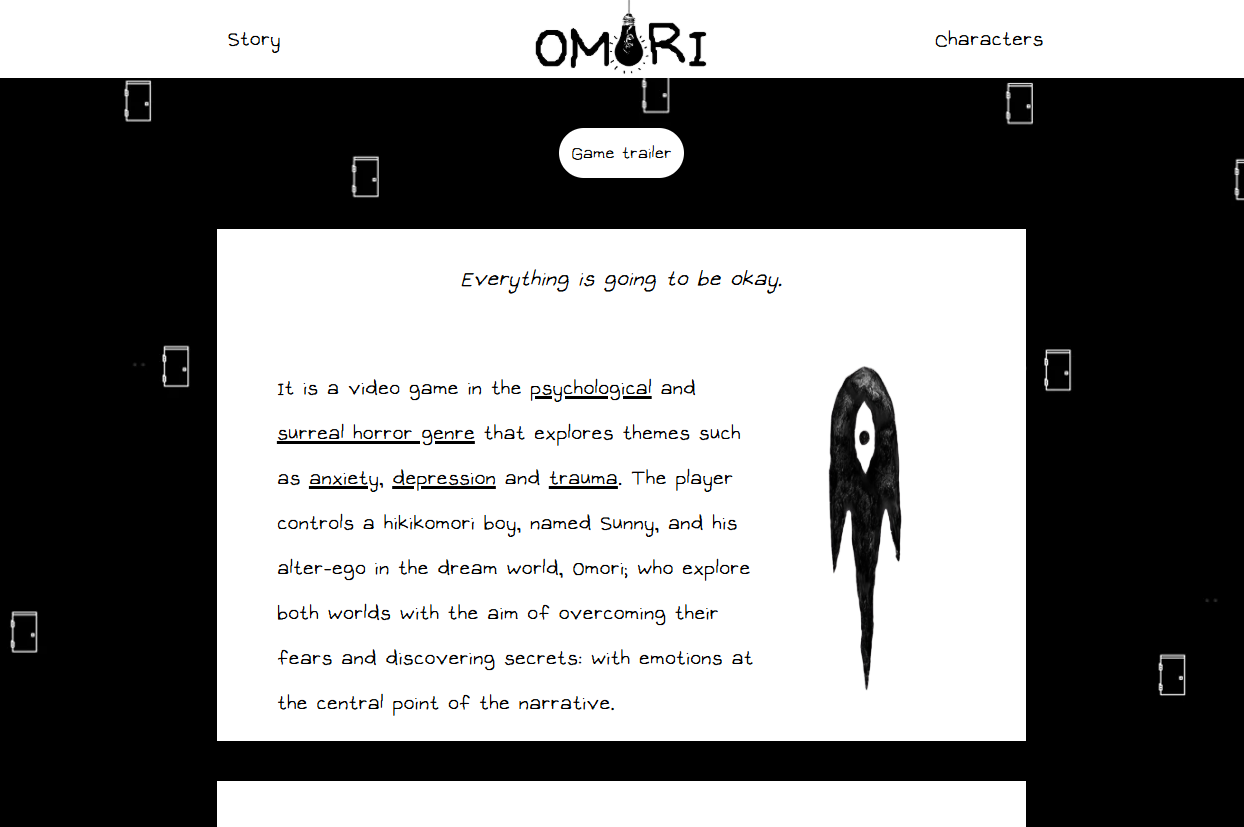 Story
OMORI
Characters
Game trailer
Everything is going to be okay.
It is a video game in the psychological and
surreal horror genre that explores themes such
as anxiety, depression and trauma. The player
controls a hikikomori boy, named Sunny, and his
alter-ego in the dream world, Omori; who explore
both worlds with the aim of overcoming their
fears and discovering secrets: with emotions at
the central point of the narrative.